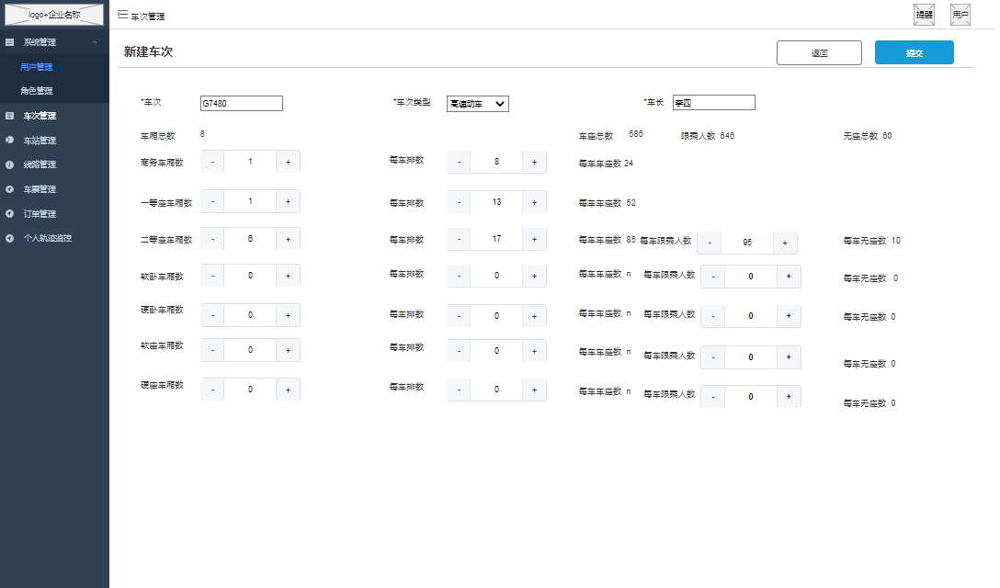 logo+企业名称
车次管理
提醒
用户
系统管理
用户管理
角色管理
车次管理
车站管理
线路管理
车票管理
订单管理
个人轨迹监控
新建车次
返回
提交
*车次 G7480 *车次类型 高速动车 *车长 李四
车厢总数 8 车座总数 586 限乘人数 646 无座总数 60
商务车厢数 - 1 + 每车排数 - 8 + 每车车座数 24
一等座车厢数 - 1 + 每车排数 - 13 + 每车车座数 52
二等座车厢数 - 6 + 每车排数 - 17 + 每车车座数 85 每车限乘人数 - 95 + 每车无座数 10
软卧车厢数 - 0 + 每车排数 - 0 + 每车车座数 n 每车限乘人数 - 0 + 每车无座数 0
硬卧车厢数 - 0 + 每车排数 - 0 + 每车车座数 n 每车限乘人数 - 0 + 每车无座数 0
软座车厢数 - 0 + 每车排数 - 0 + 每车车座数 n 每车限乘人数 - 0 + 每车无座数 0
硬座车厢数 - 0 + 每车排数 - 0 + 每车车座数 n 每车限乘人数 - 0 + 每车无座数 0